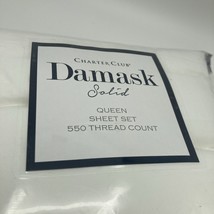 CHARTER CLUB®
Damask
Solid
QUEEN
SHEET SET
550 THREAD COUNT